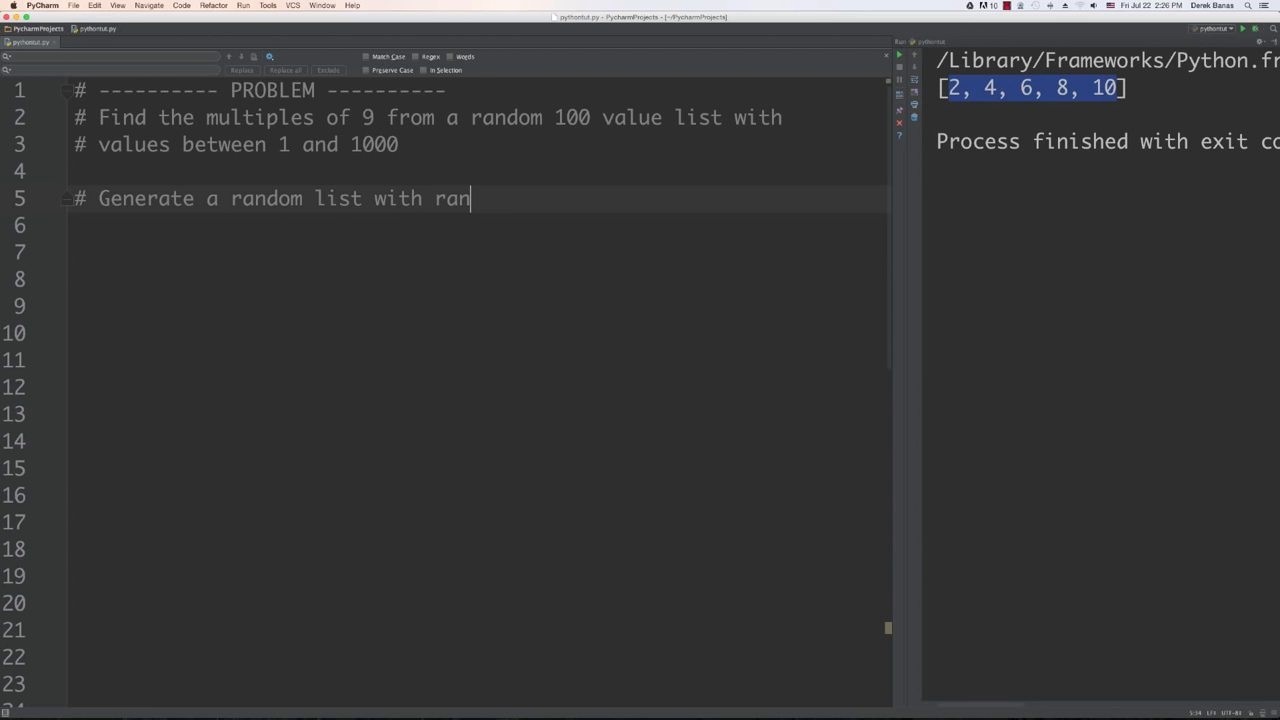 PyCharm File Edit View Navigate Code Refactor Run Tools VCS Window Help 10 Fri Jul 22 2:26 PM Derek Banas
pythontut.py - PycharmProjects - [~/PycharmProjects]
PycharmProjects pythontut.py pythontut
pythontut.py Run pythontut
Match Case Regex Words
Replace Replace all Exclude Preserve Case In Selection
1 # ---------- PROBLEM ----------
2 # Find the multiples of 9 from a random 100 value list with
3 # values between 1 and 1000
4
5 # Generate a random list with ran
6
7
8
9
10
11
12
13
14
15
16
17
18
19
20
21
22
23
/Library/Frameworks/Python.fr
[2, 4, 6, 8, 10]
Process finished with exit co
5:34 LF÷ UTF-8÷